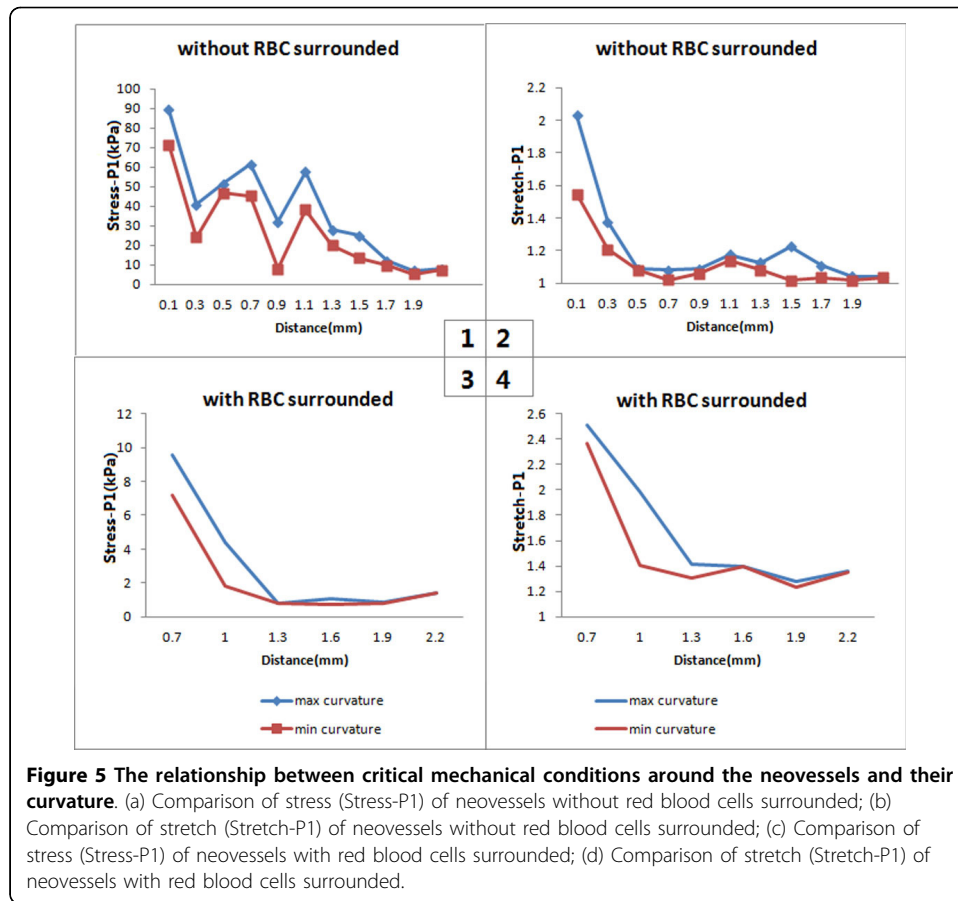 without RBC surrounded
Stress-P1(kPa)
100
90
80
70
60
50
40
30
20
10
0
0.1 0.3 0.5 0.7 0.9 1.1 1.3 1.5 1.7 1.9
Distance(mm)
without RBC surrounded
Stretch-P1
2.2
2
1.8
1.6
1.4
1.2
1
0.1 0.3 0.5 0.7 0.9 1.1 1.3 1.5 1.7 1.9
Distance(mm)
1 2
3 4
with RBC surrounded
Stress-P1(kPa)
12
10
8
6
4
2
0
0.7 1 1.3 1.6 1.9 2.2
Distance(mm)
max curvature
min curvature
with RBC surrounded
Stretch-P1
2.6
2.4
2.2
2
1.8
1.6
1.4
1.2
1
0.7 1 1.3 1.6 1.9 2.2
Distance(mm)
max curvature
min curvature
Figure 5 The relationship between critical mechanical conditions around the neovessels and their
curvature. (a) Comparison of stress (Stress-P1) of neovessels without red blood cells surrounded; (b)
Comparison of stretch (Stretch-P1) of neovessels without red blood cells surrounded; (c) Comparison of
stress (Stress-P1) of neovessels with red blood cells surrounded; (d) Comparison of stretch (Stretch-P1) of
neovessels with red blood cells surrounded.